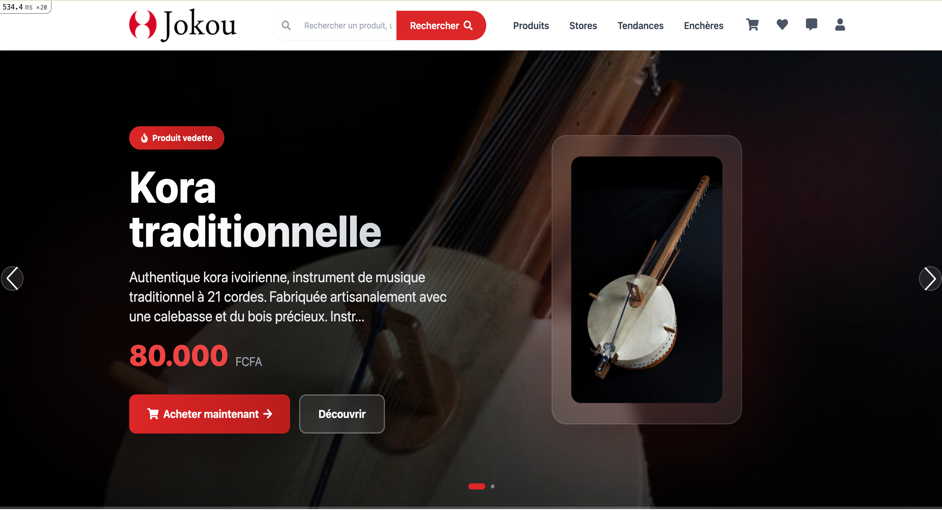 534.4 ms ×20
Jokou
Rechercher un produit, u
Rechercher
Produits
Stores
Tendances
Enchères
Produit vedette
Kora
traditionnelle
Authentique kora ivoirienne, instrument de musique
traditionnel à 21 cordes. Fabriquée artisanalement avec
une calebasse et du bois précieux. Instr...
80.000 FCFA
Acheter maintenant →
Découvrir